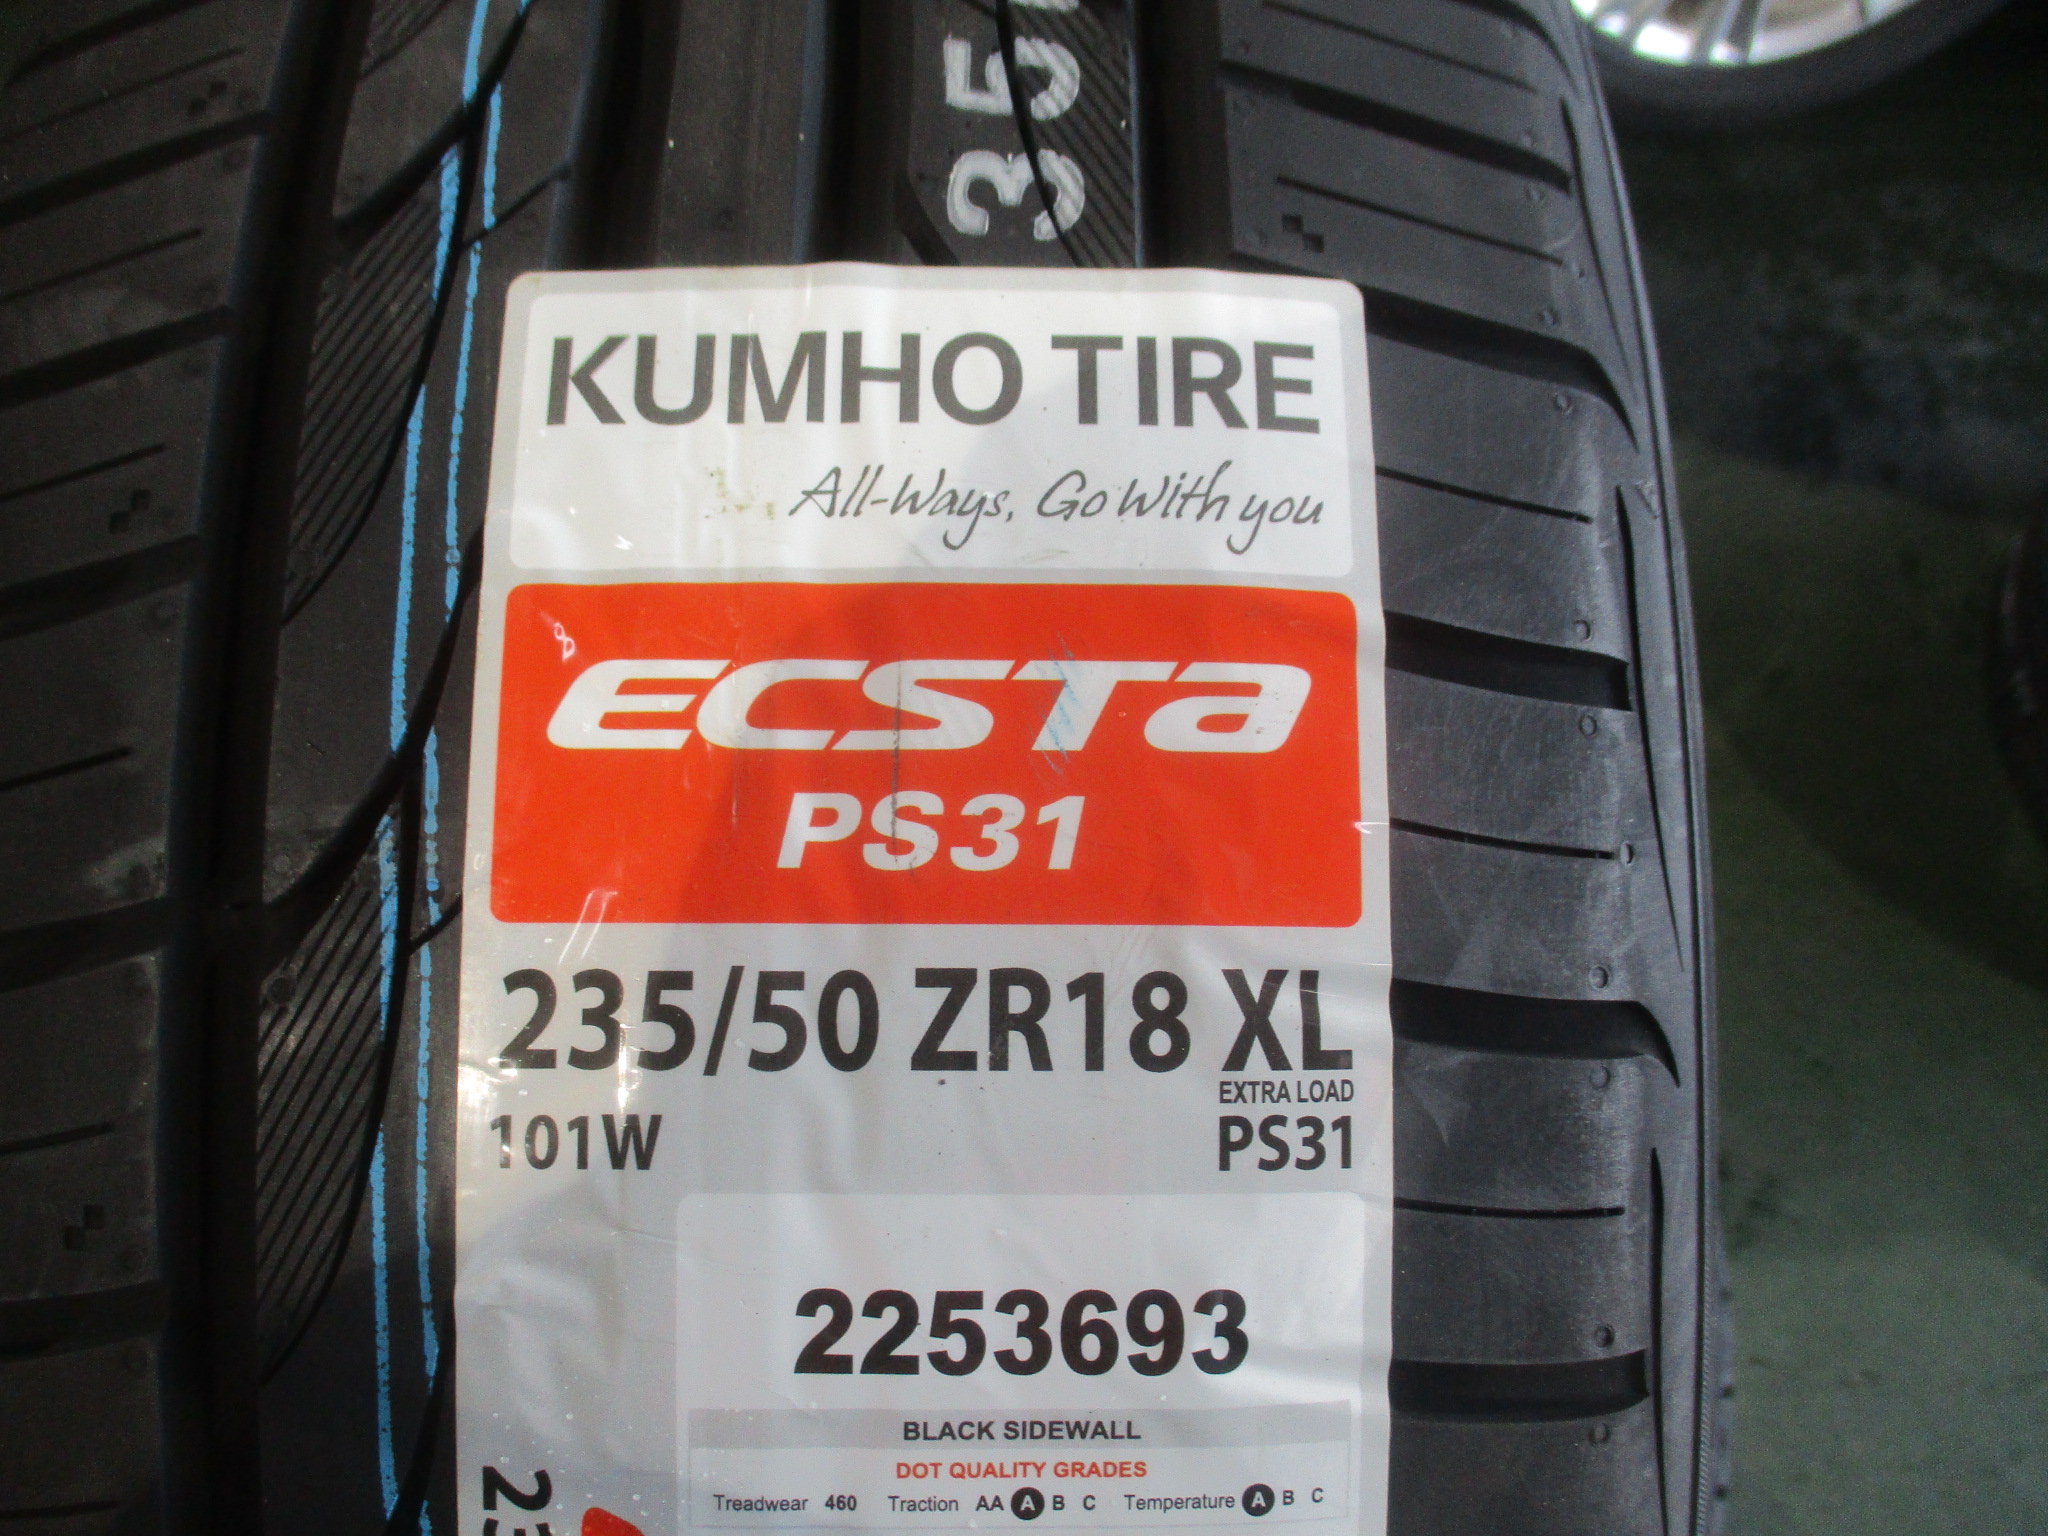 35
KUMHO TIRE
All-Ways, Go With you
ECSTA
PS31
235/50 ZR18 XL
EXTRA LOAD
101W PS31
2253693
BLACK SIDEWALL
DOT QUALITY GRADES
Treadwear 460 Traction AA A B C Temperature A B C